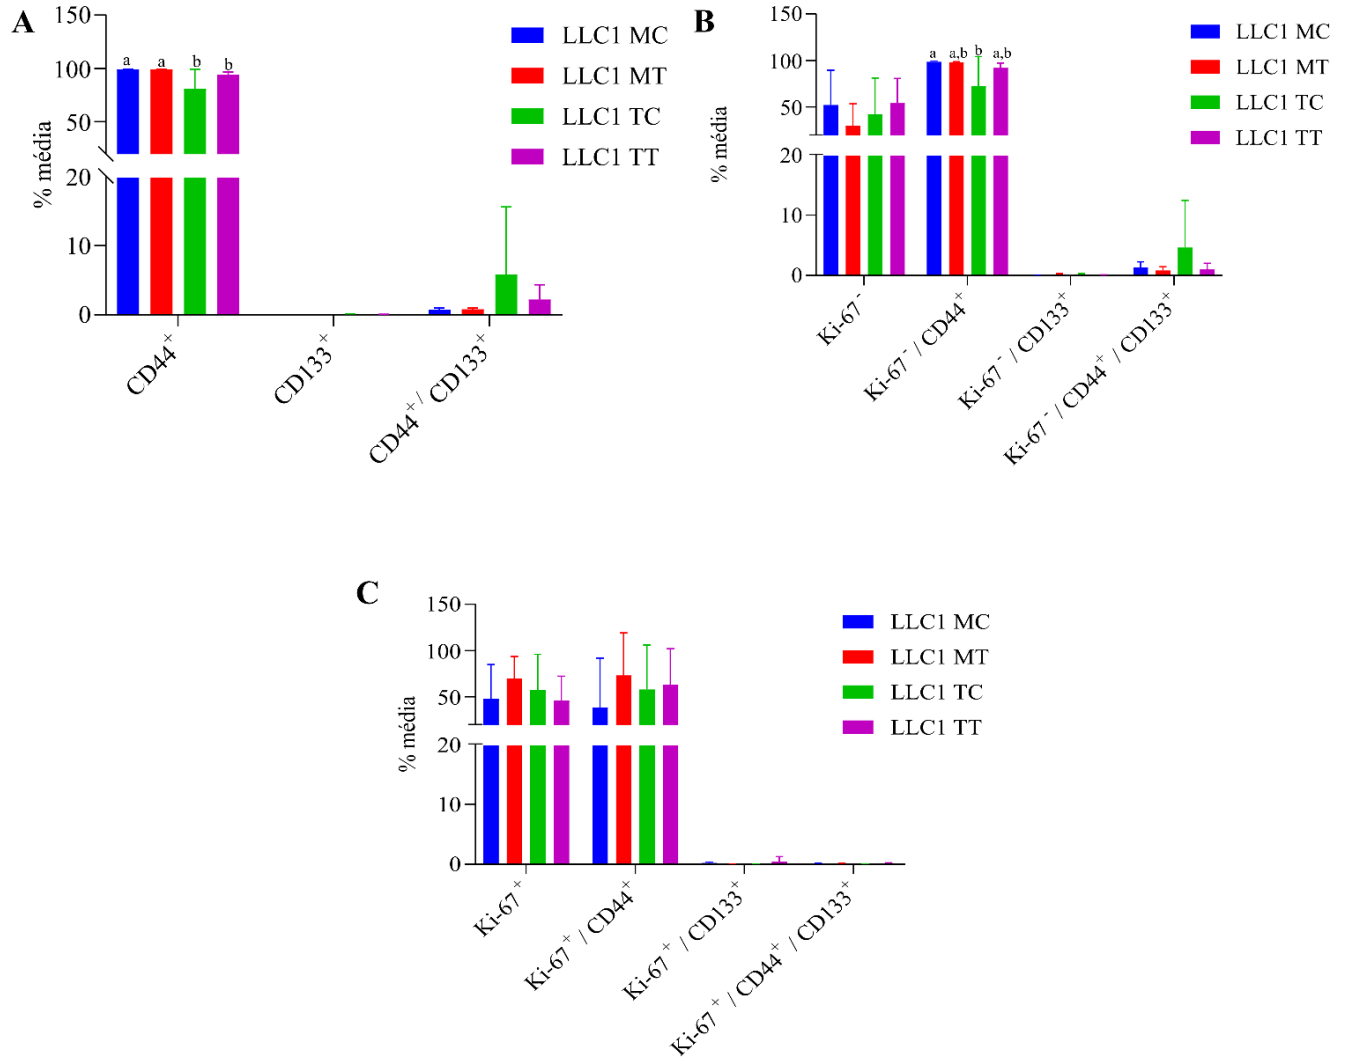 A
150
100
50
20
10
0
% média
a a b b
LLC1 MC
LLC1 MT
LLC1 TC
LLC1 TT
CD44+
CD133+
CD44+/ CD133+
B
150
100
50
20
10
0
% média
a a,b b a,b
LLC1 MC
LLC1 MT
LLC1 TC
LLC1 TT
Ki-67-
Ki-67- / CD44+
Ki-67- / CD133+
Ki-67- / CD44+ / CD133+
C
150
100
50
20
10
0
% média
LLC1 MC
LLC1 MT
LLC1 TC
LLC1 TT
Ki-67+
Ki-67+ / CD44+
Ki-67+ / CD133+
Ki-67+ / CD44+ / CD133+